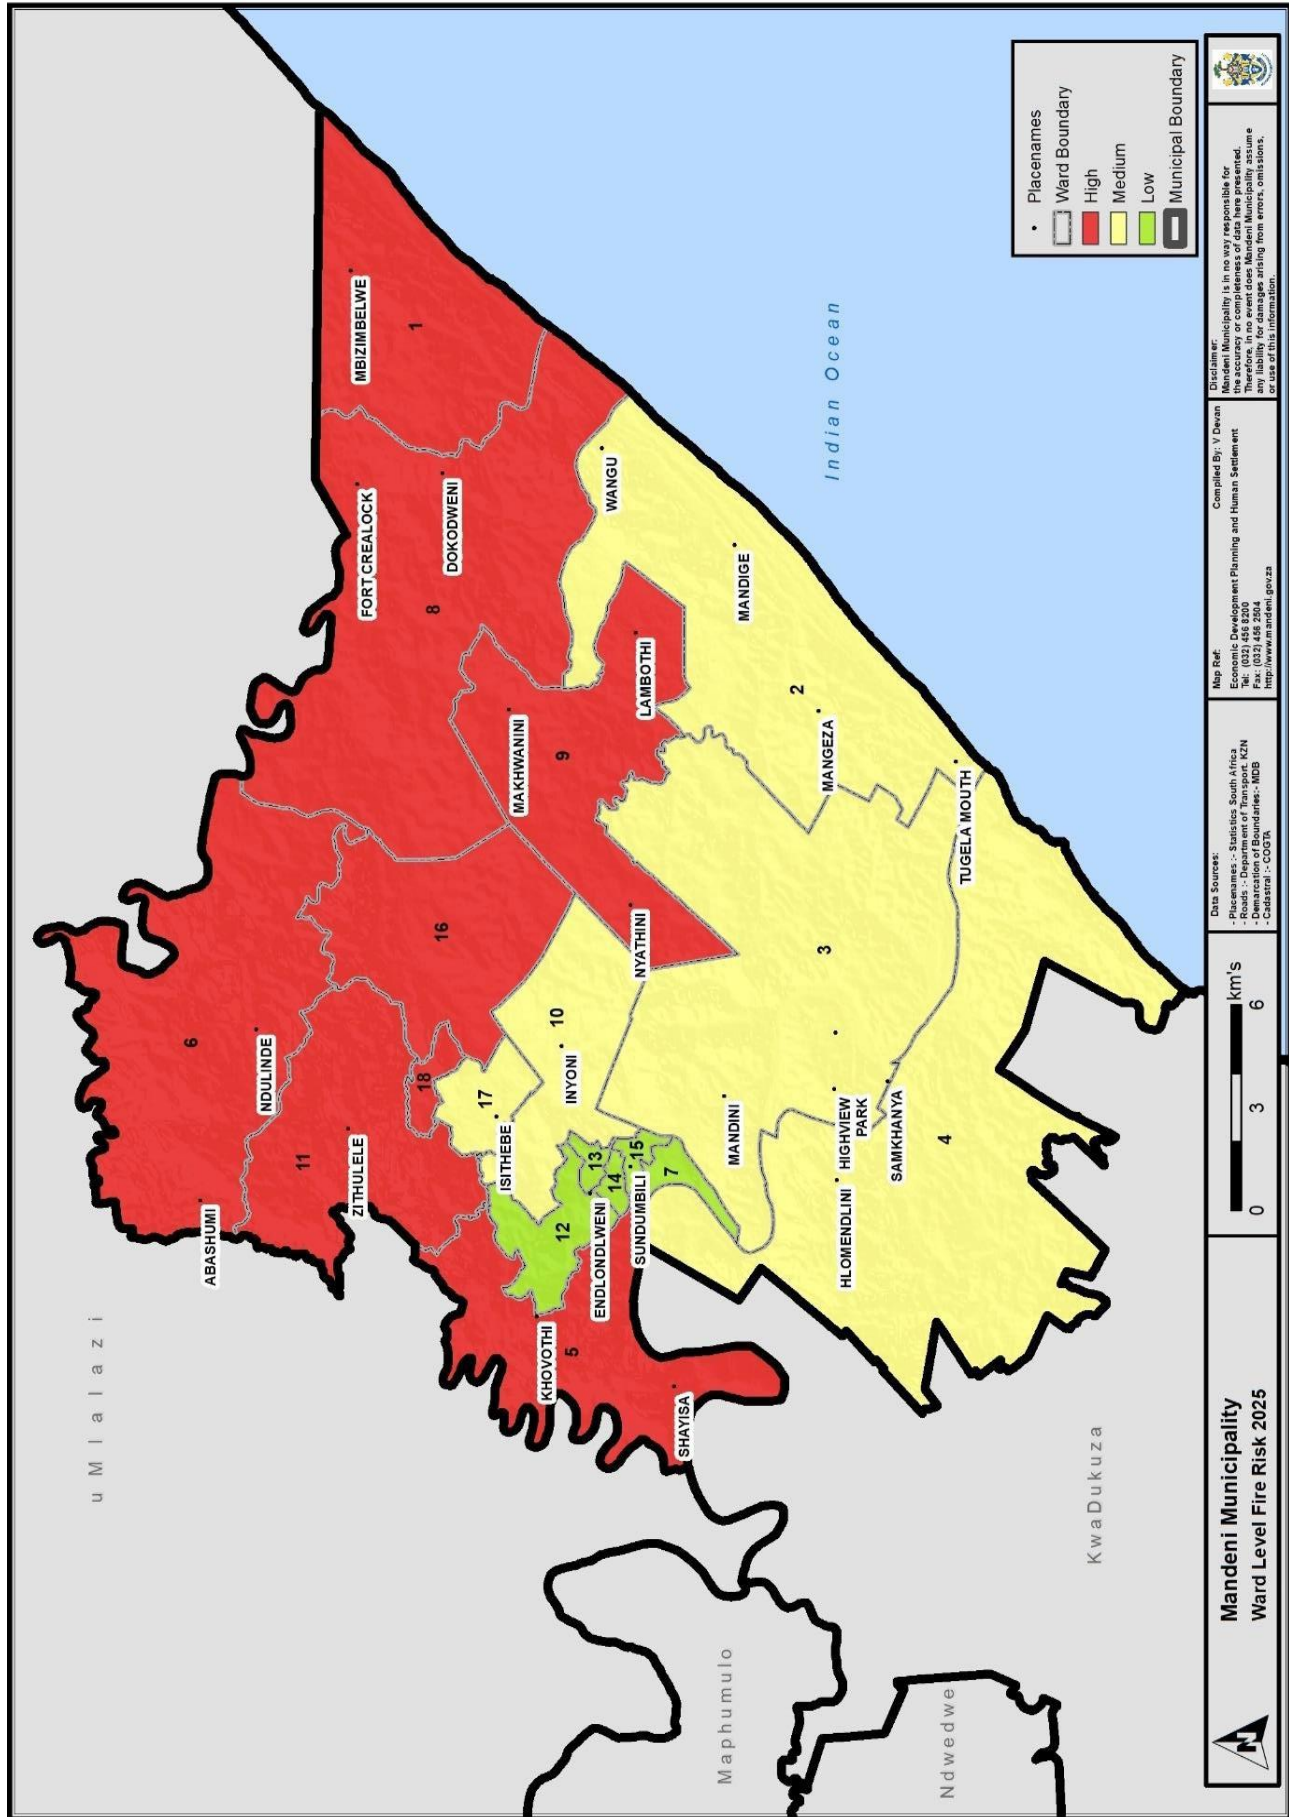 uMlalazi
Maphumulo
Ndwedwe
KwaDukuza
Indian Ocean
ABASHUMI
NDULINDE
6
11
ZITHULELE
18
16
FORT CREALOCK
MBIZIMBELWE
1
DOKODWENI
8
KHOVOTHI
5
SHAYISA
12
ISITHEBE
17
INYONI
10
ENDLONDLWENI
13
14
SUNDUMBILI
15
7
MAKHWANINI
9
NYATHINI
LAMBOTHI
WANGU
MANDIGE
2
MANGEZA
3
TUGELA MOUTH
MANDINI
HLOMENDLINI
HIGHVIEW
PARK
SAMKHANYA
4
Placenames
Ward Boundary
High
Medium
Low
Municipal Boundary
N
Mandeni Municipality
Ward Level Fire Risk 2025
0 3 6 km's
Data Sources:
- Placenames :- Statistics South Africa
- Roads :- Department of Transport, KZN
- Demarcation of Boundaries:- MDB
- Cadastral :- COGTA
Map Ref: Compiled By: V Devan
Economic Development Planning and Human Settlement
Tel: (032) 456 8200
Fax: (032) 456 2504
http://www.mandeni.gov.za
Disclaimer:
Mandeni Municipality is in no way responsible for
the accuracy or completeness of data here presented.
Therefore, in no event does Mandeni Municipality assume
any liability for damages arising from errors, omissions,
or use of this information.